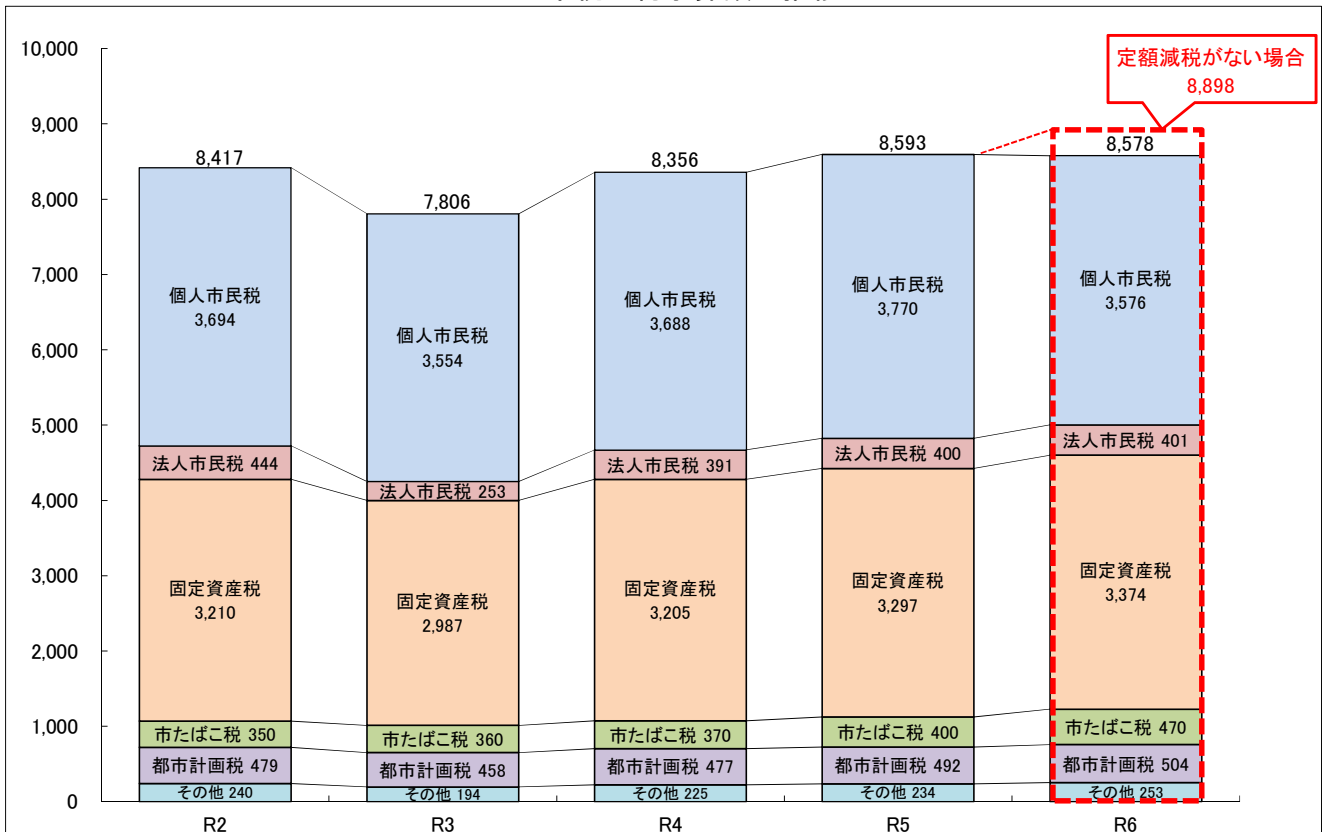 10,000
9,000
8,000
7,000
6,000
5,000
4,000
3,000
2,000
1,000
0
定額減税がない場合
8,898
8,417
個人市民税
3,694
法人市民税 444
固定資産税
3,210
市たばこ税 350
都市計画税 479
その他 240
R2
7,806
個人市民税
3,554
法人市民税 253
固定資産税
2,987
市たばこ税 360
都市計画税 458
その他 194
R3
8,356
個人市民税
3,688
法人市民税 391
固定資産税
3,205
市たばこ税 370
都市計画税 477
その他 225
R4
8,593
個人市民税
3,770
法人市民税 400
固定資産税
3,297
市たばこ税 400
都市計画税 492
その他 234
R5
8,578
個人市民税
3,576
法人市民税 401
固定資産税
3,374
市たばこ税 470
都市計画税 504
その他 253
R6